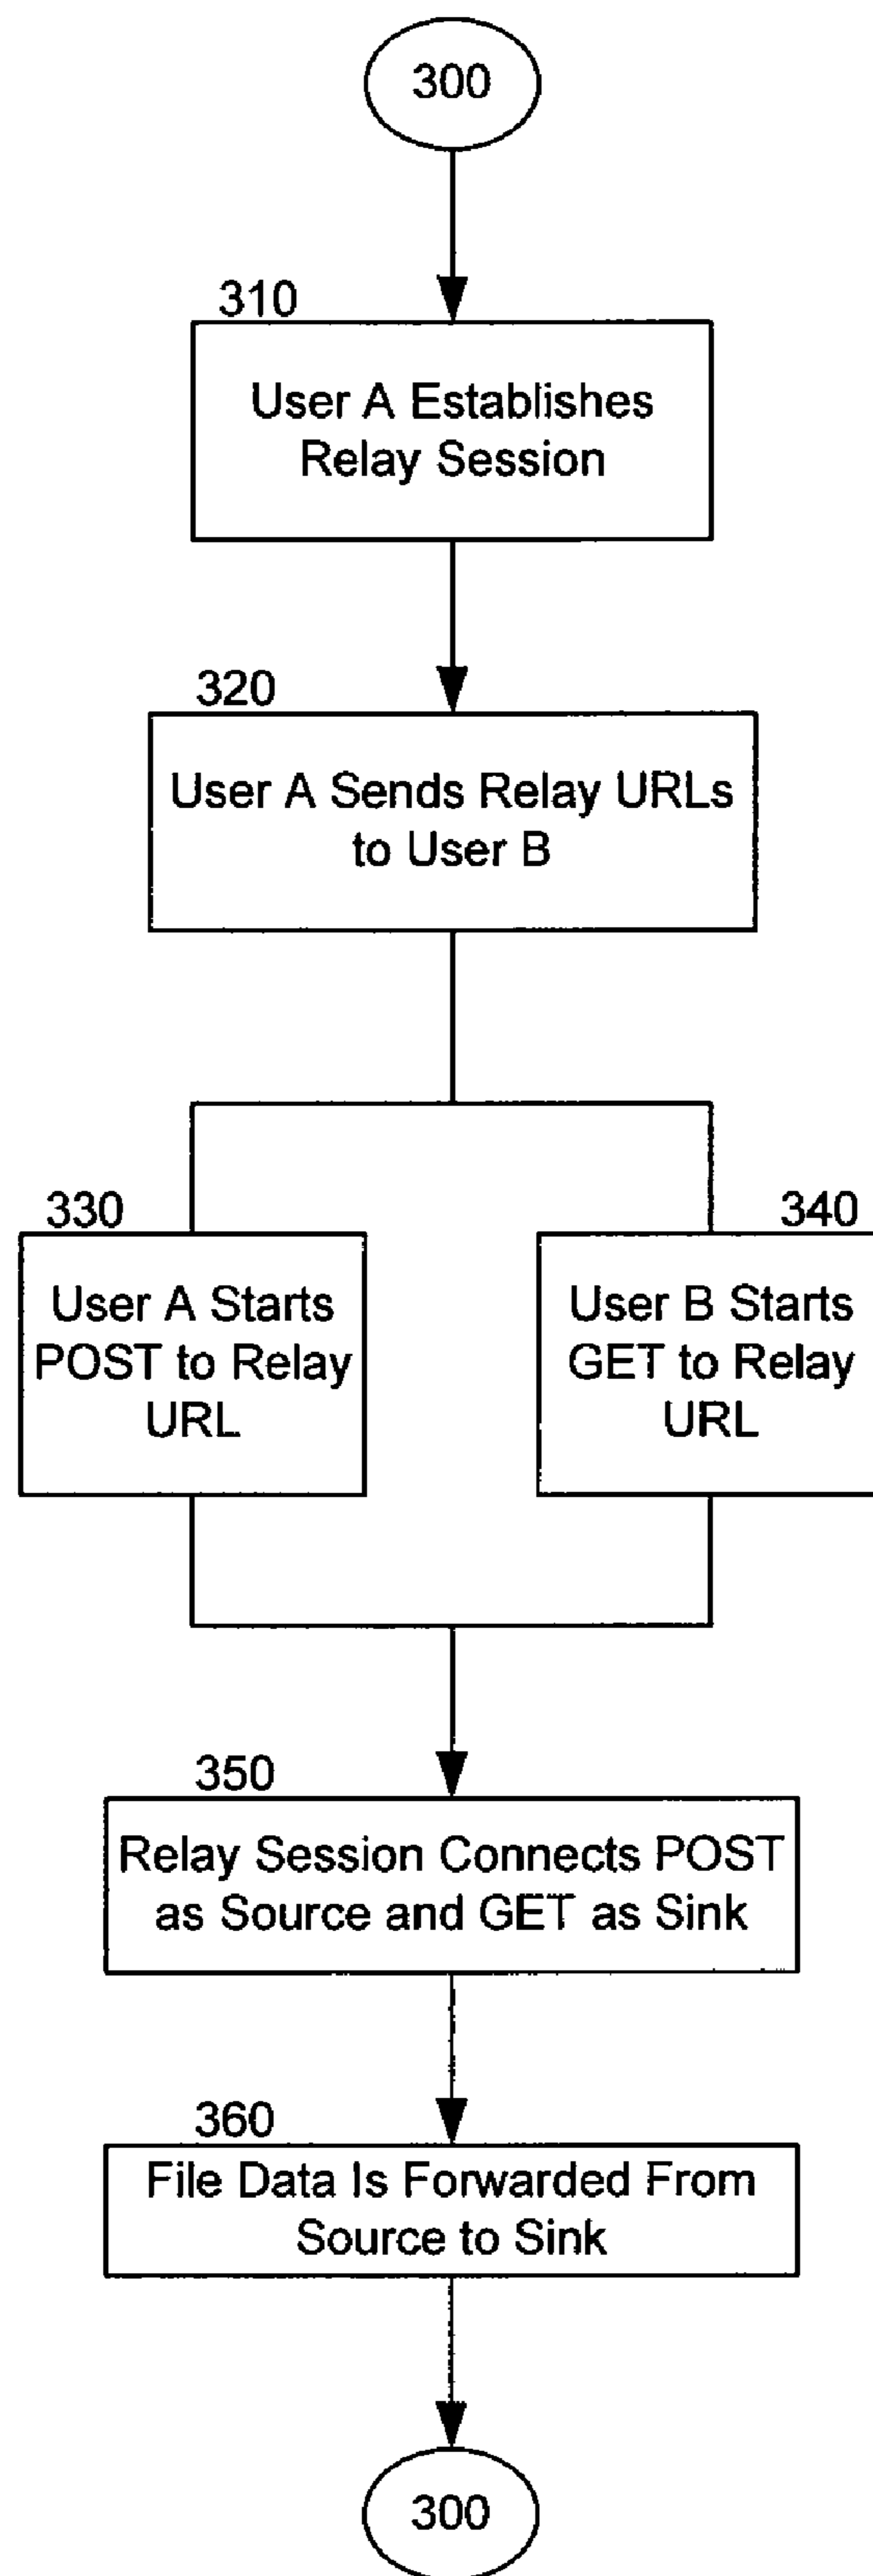 300
310
User A Establishes
Relay Session
320
User A Sends Relay URLs
to User B
330
User A Starts
POST to Relay
URL
340
User B Starts
GET to Relay
URL
350
Relay Session Connects POST
as Source and GET as Sink
360
File Data Is Forwarded From
Source to Sink
300